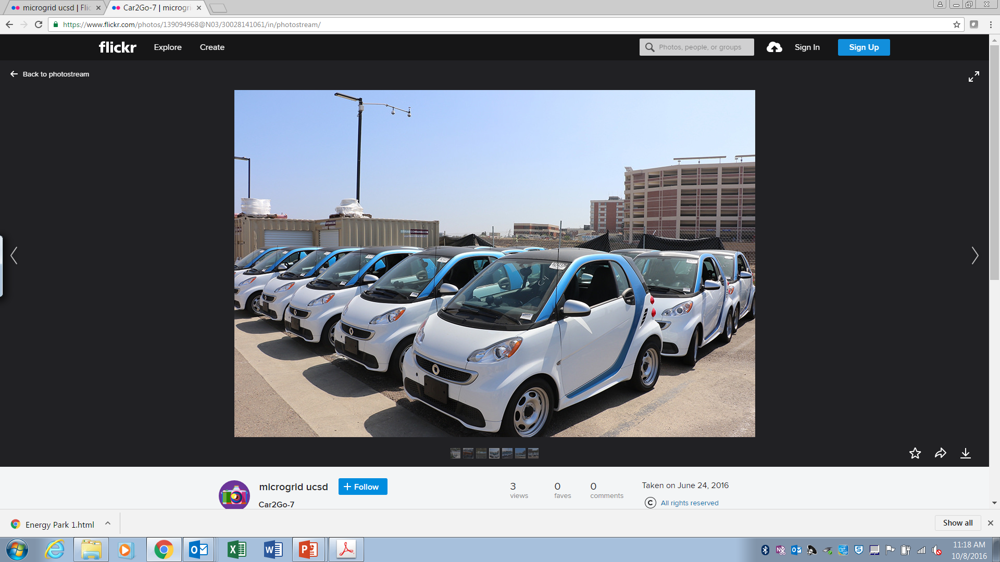 microgrid ucsd | Flic
Car2Go-7 | microgri
https://www.flickr.com/photos/139094968@N03/30028141061/in/photostream/
flickr
Explore
Create
Photos, people, or groups
Sign In
Sign Up
Back to photostream
microgrid ucsd
+ Follow
Car2Go-7
3
views
0
faves
0
comments
Taken on June 24, 2016
All rights reserved
Energy Park 1.html
Show all
11:18 AM
10/8/2016